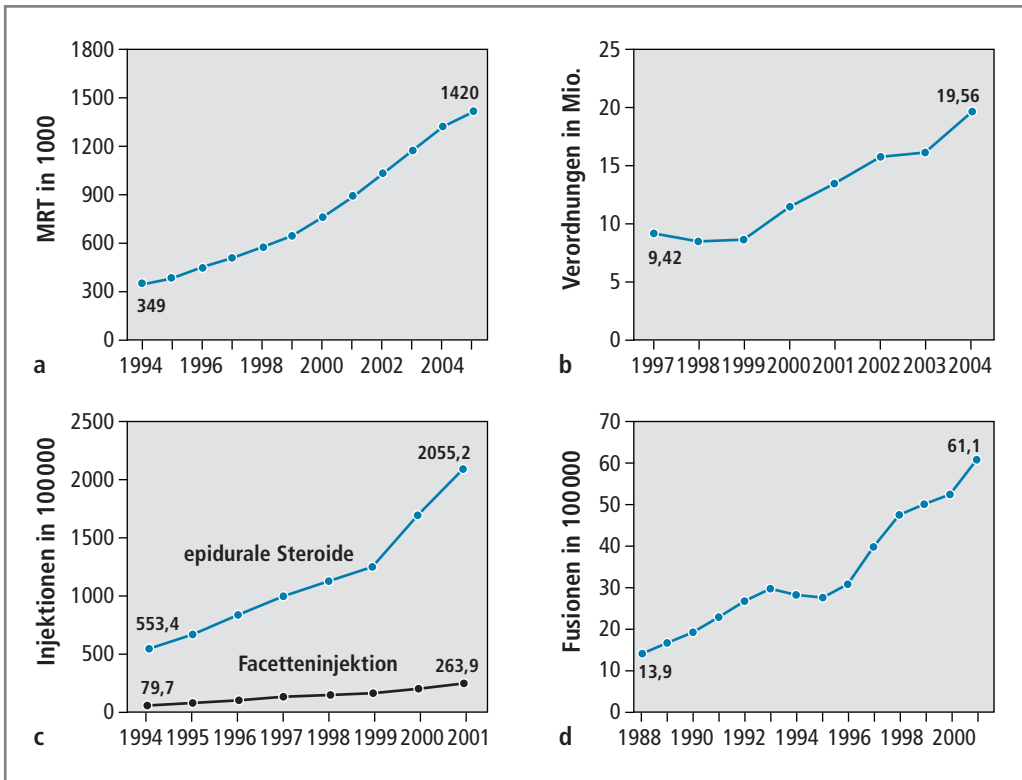 MRT in 1000
1800
1500
1200
900
600
300
0
1420
349
1994 1996 1998 2000 2002 2004
a
Verordnungen in Mio.
25
20
15
10
5
0
19,56
9,42
1997 1998 1999 2000 2001 2002 2003 2004
b
Injektionen in 100 000
2500
2000
1500
1000
500
0
2055,2
epidurale Steroide
553,4
Facetteninjektion
263,9
79,7
1994 1995 1996 1997 1998 1999 2000 2001
c
Fusionen in 100 000
70
60
50
40
30
20
10
0
61,1
13,9
1988 1990 1992 1994 1996 1998 2000
d